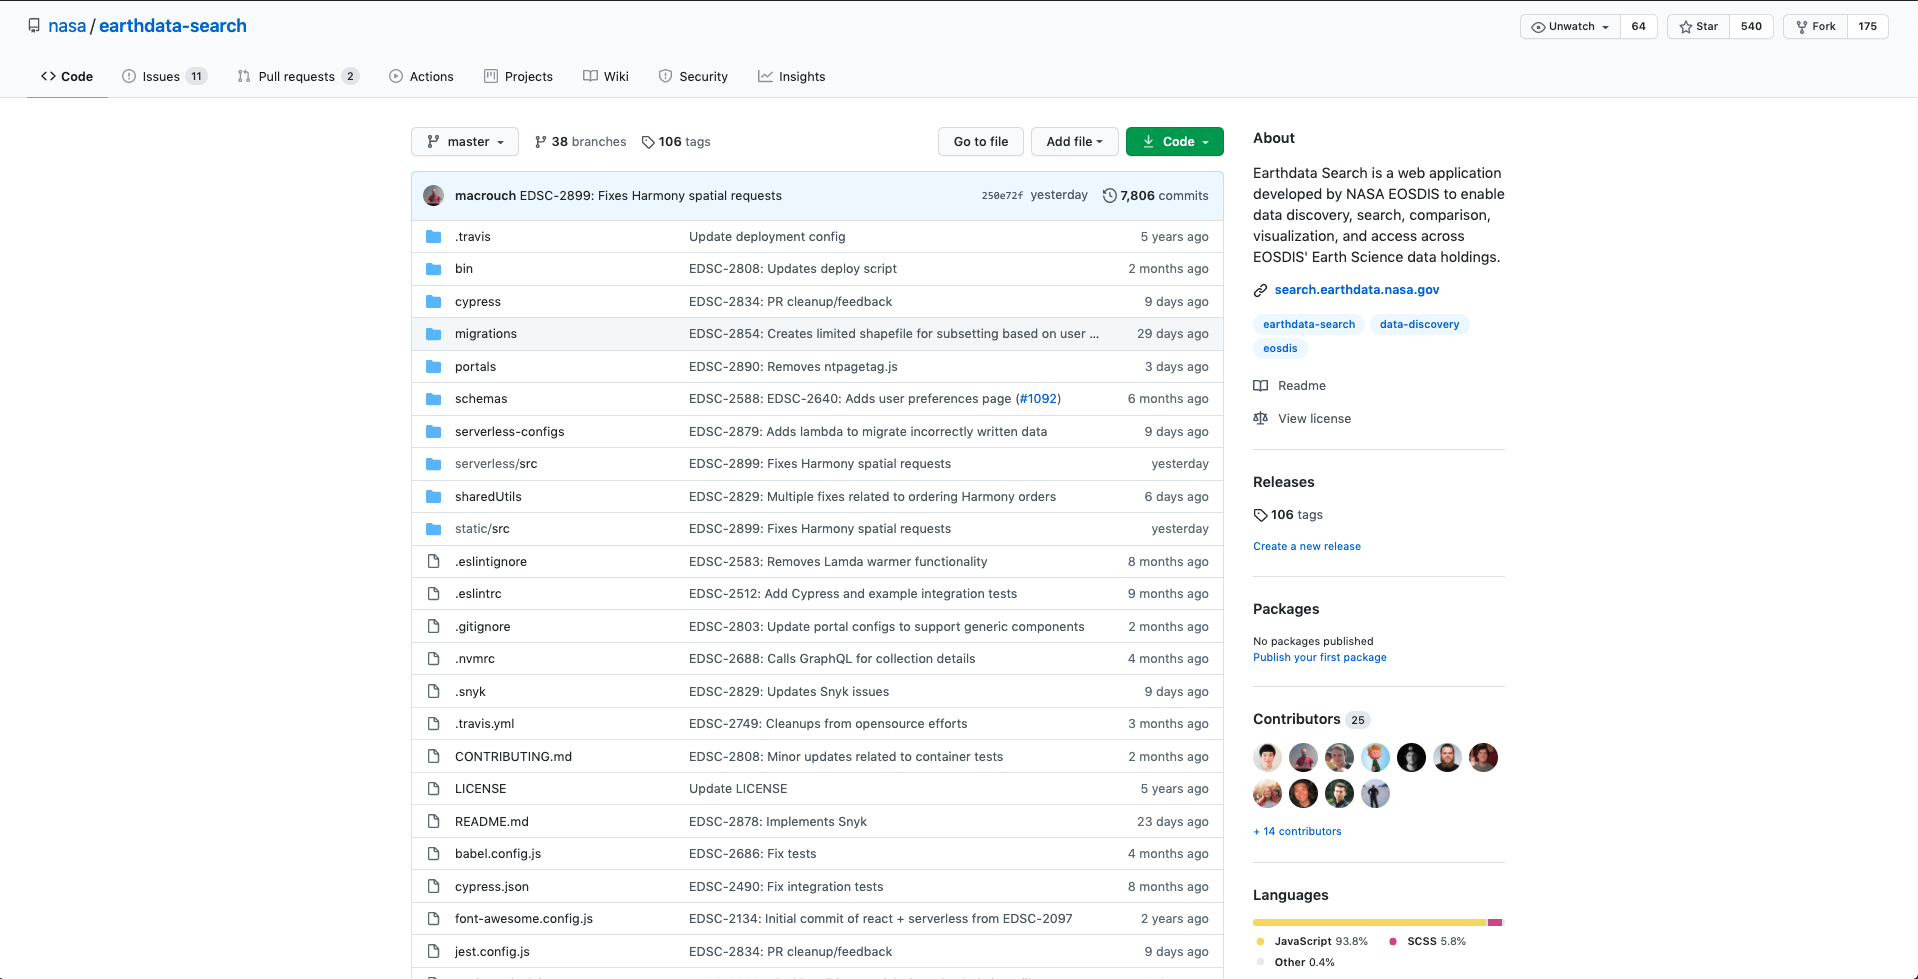 nasa / earthdata-search
Unwatch 64 Star 540 Fork 175
Code Issues 11 Pull requests 2 Actions Projects Wiki Security Insights
master 38 branches 106 tags Go to file Add file Code
macrouch EDSC-2899: Fixes Harmony spatial requests 250e72f yesterday 7,806 commits
.travis Update deployment config 5 years ago
bin EDSC-2808: Updates deploy script 2 months ago
cypress EDSC-2834: PR cleanup/feedback 9 days ago
migrations EDSC-2854: Creates limited shapefile for subsetting based on user ... 29 days ago
portals EDSC-2890: Removes ntpagetag.js 3 days ago
schemas EDSC-2588: EDSC-2640: Adds user preferences page (#1092) 6 months ago
serverless-configs EDSC-2879: Adds lambda to migrate incorrectly written data 9 days ago
serverless/src EDSC-2899: Fixes Harmony spatial requests yesterday
sharedUtils EDSC-2829: Multiple fixes related to ordering Harmony orders 6 days ago
static/src EDSC-2899: Fixes Harmony spatial requests yesterday
.eslintignore EDSC-2583: Removes Lamda warmer functionality 8 months ago
.eslintrc EDSC-2512: Add Cypress and example integration tests 9 months ago
.gitignore EDSC-2803: Update portal configs to support generic components 2 months ago
.nvmrc EDSC-2688: Calls GraphQL for collection details 4 months ago
.snyk EDSC-2829: Updates Snyk issues 9 days ago
.travis.yml EDSC-2749: Cleanups from opensource efforts 3 months ago
CONTRIBUTING.md EDSC-2808: Minor updates related to container tests 2 months ago
LICENSE Update LICENSE 5 years ago
README.md EDSC-2878: Implements Snyk 23 days ago
babel.config.js EDSC-2686: Fix tests 4 months ago
cypress.json EDSC-2490: Fix integration tests 8 months ago
font-awesome.config.js EDSC-2134: Initial commit of react + serverless from EDSC-2097 2 years ago
jest.config.js EDSC-2834: PR cleanup/feedback 9 days ago
About
Earthdata Search is a web application
developed by NASA EOSDIS to enable
data discovery, search, comparison,
visualization, and access across
EOSDIS' Earth Science data holdings.
search.earthdata.nasa.gov
earthdata-search data-discovery
eosdis
Readme
View license
Releases
106 tags
Create a new release
Packages
No packages published
Publish your first package
Contributors 25
+ 14 contributors
Languages
JavaScript 93.8% SCSS 5.8%
Other 0.4%